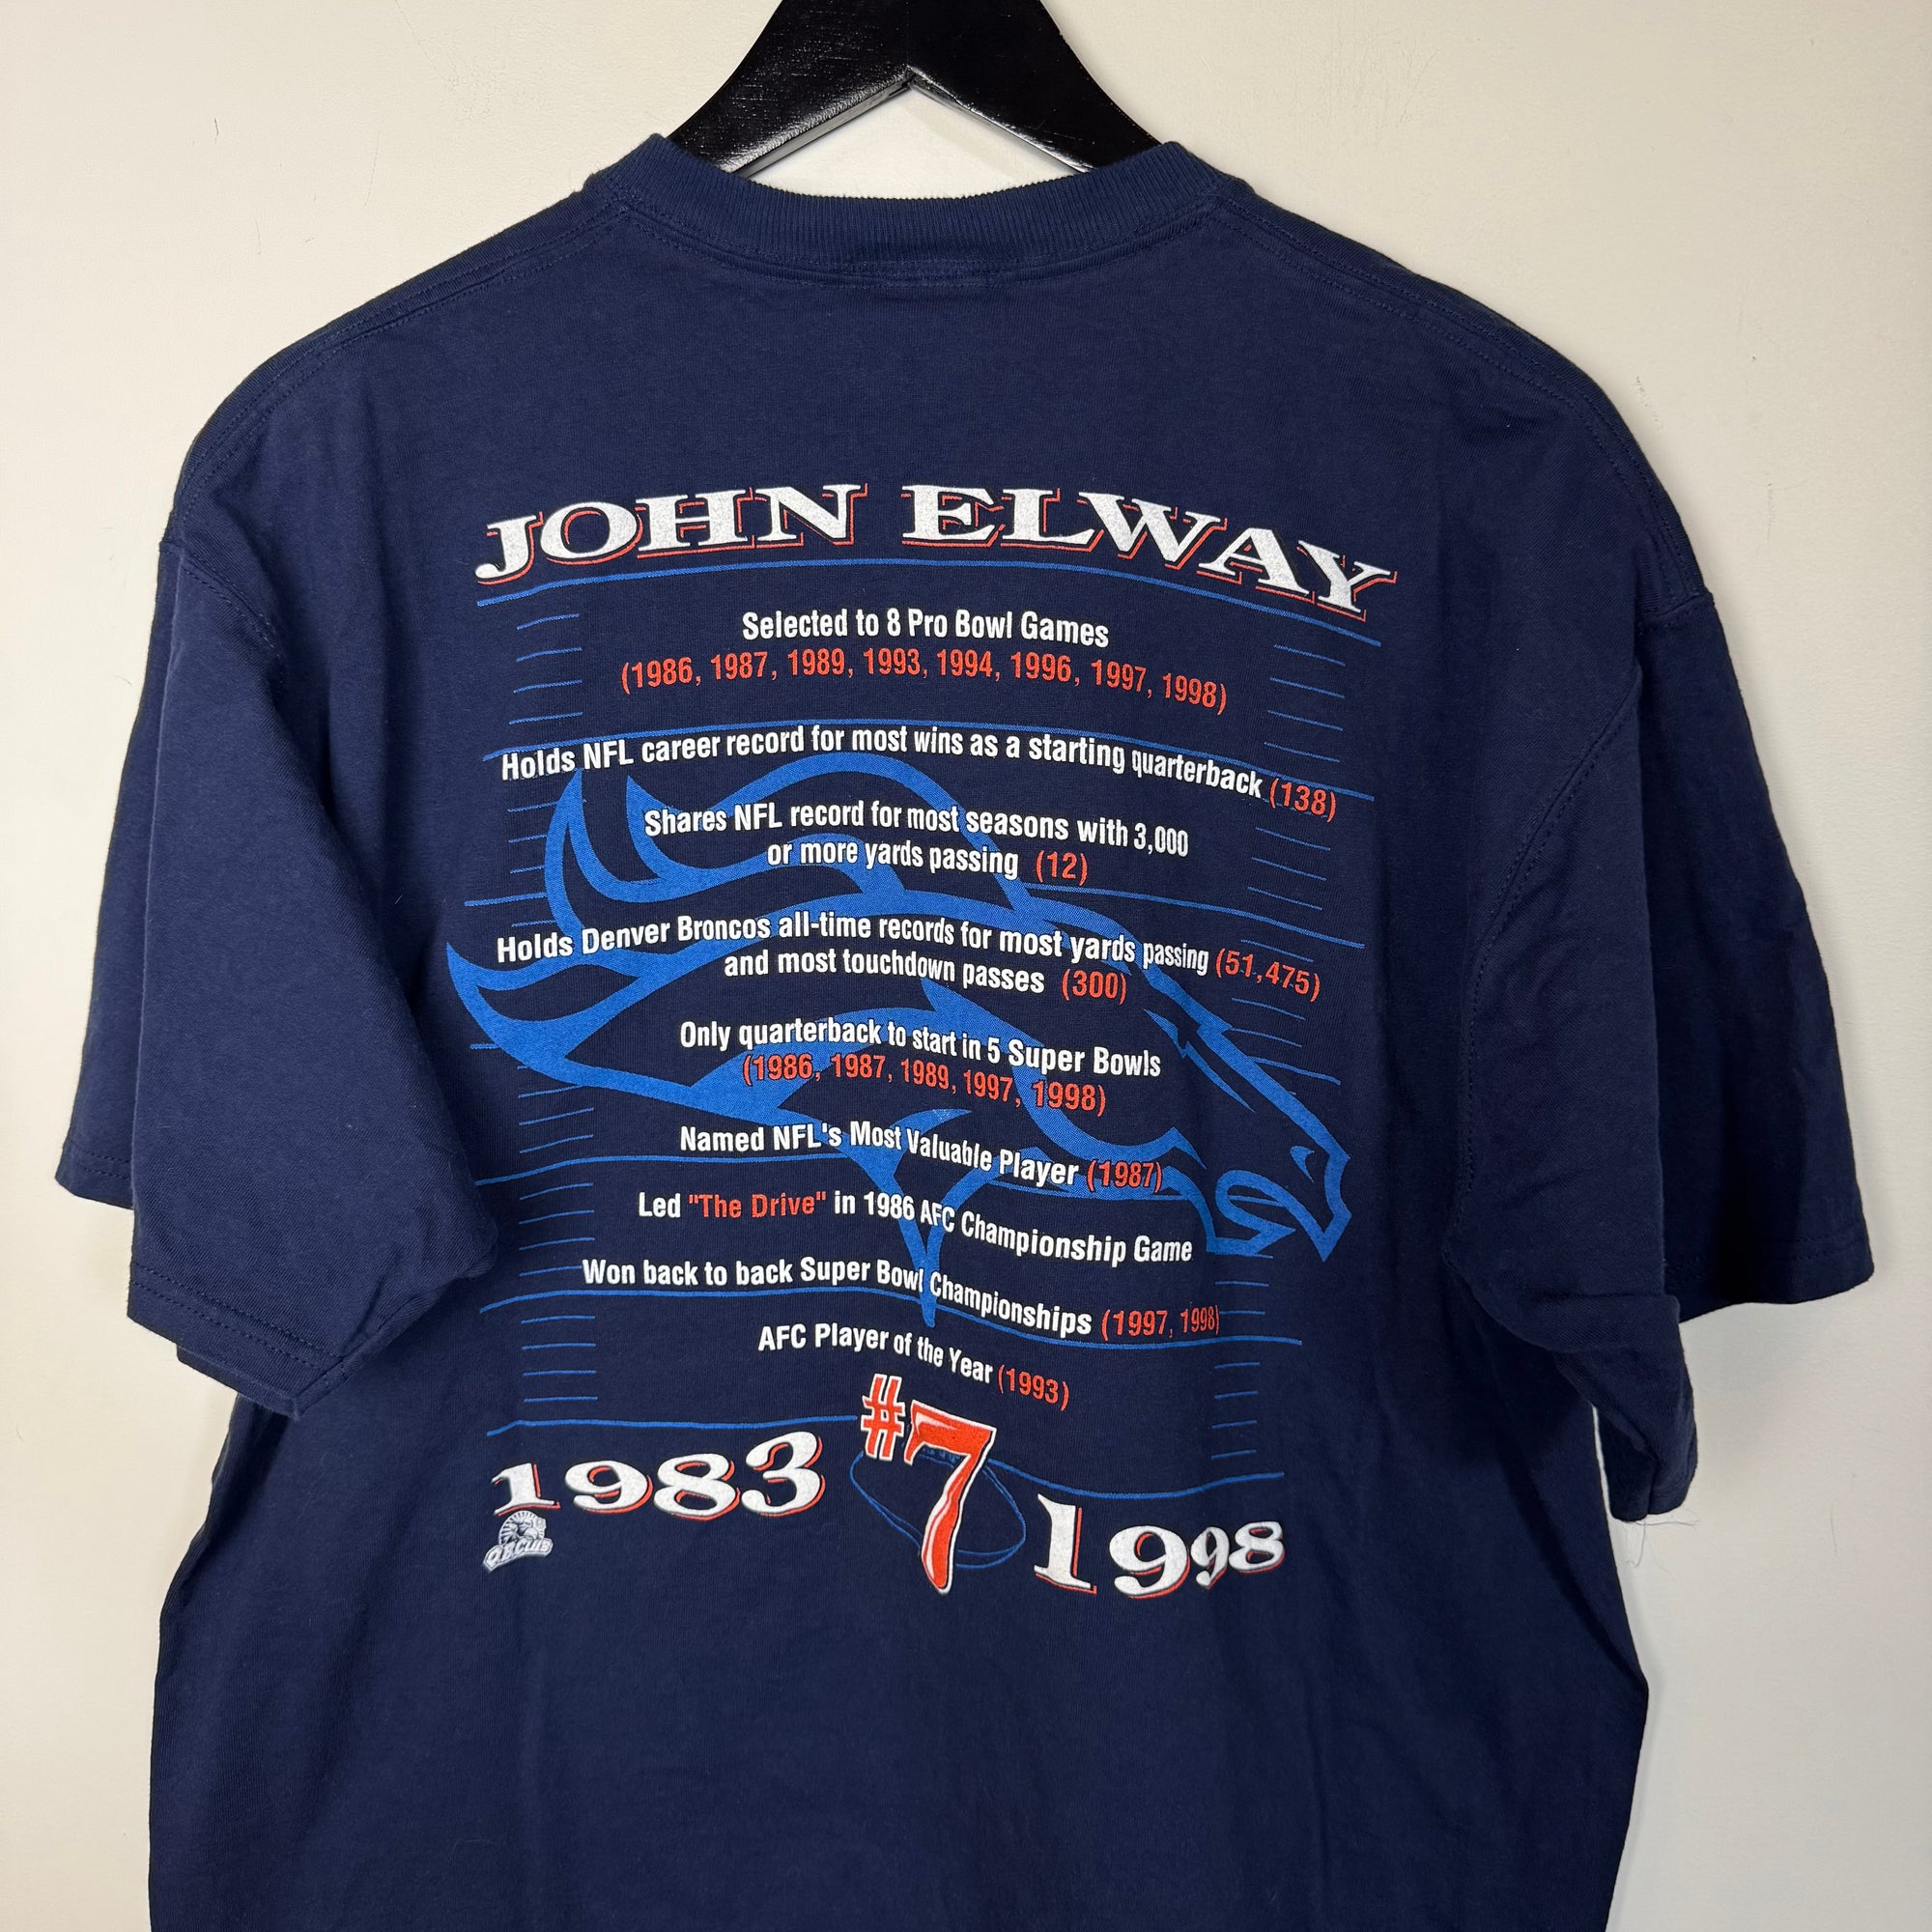 JOHN ELWAY
Selected to 8 Pro Bowl Games
(1986, 1987, 1989, 1993, 1994, 1996, 1997, 1998)
Holds NFL career record for most wins as a starting quarterback (138)
Shares NFL record for most seasons with 3,000
or more yards passing (12)
Holds Denver Broncos all-time records for most yards passing (51,475)
and most touchdown passes (300)
Only quarterback to start in 5 Super Bowls
(1986, 1987, 1989, 1997, 1998)
Named NFL's Most Valuable Player (1987)
Led "The Drive" in 1986 AFC Championship Game
Won back to back Super Bowl Championships (1997, 1998)
AFC Player of the Year (1993)
1983 #7 1998
Q.B. CLUB